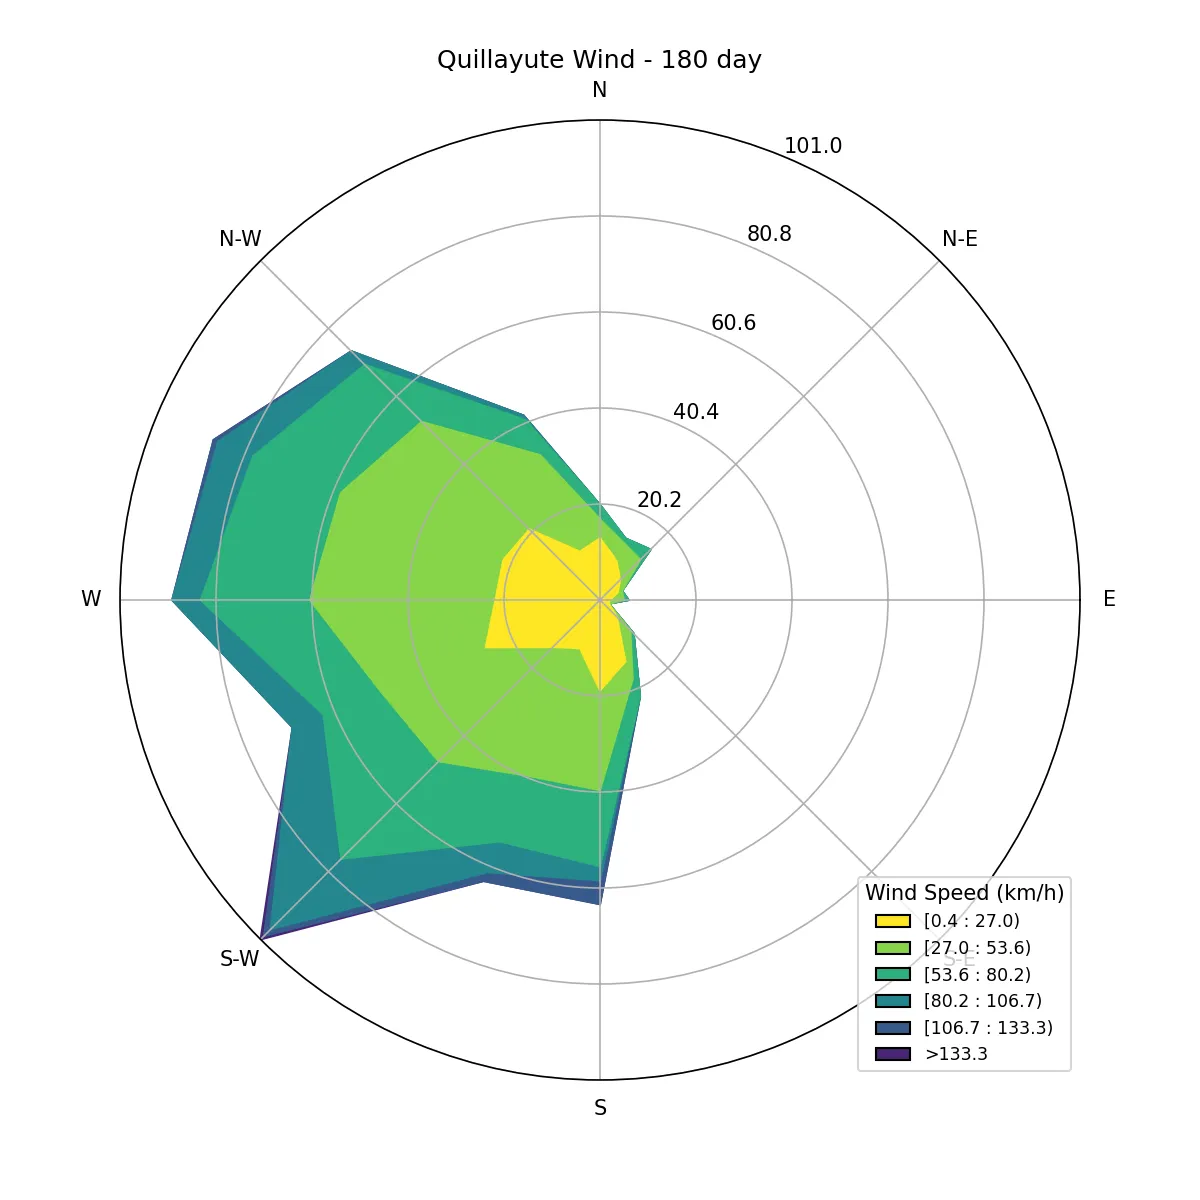 Quillayute Wind - 180 day
N
101.0
N-W
N-E
80.8
60.6
40.4
20.2
W
E
S-W
S-E
S
Wind Speed (km/h)
[0.4 : 27.0)
[27.0 : 53.6)
[53.6 : 80.2)
[80.2 : 106.7)
[106.7 : 133.3)
>133.3